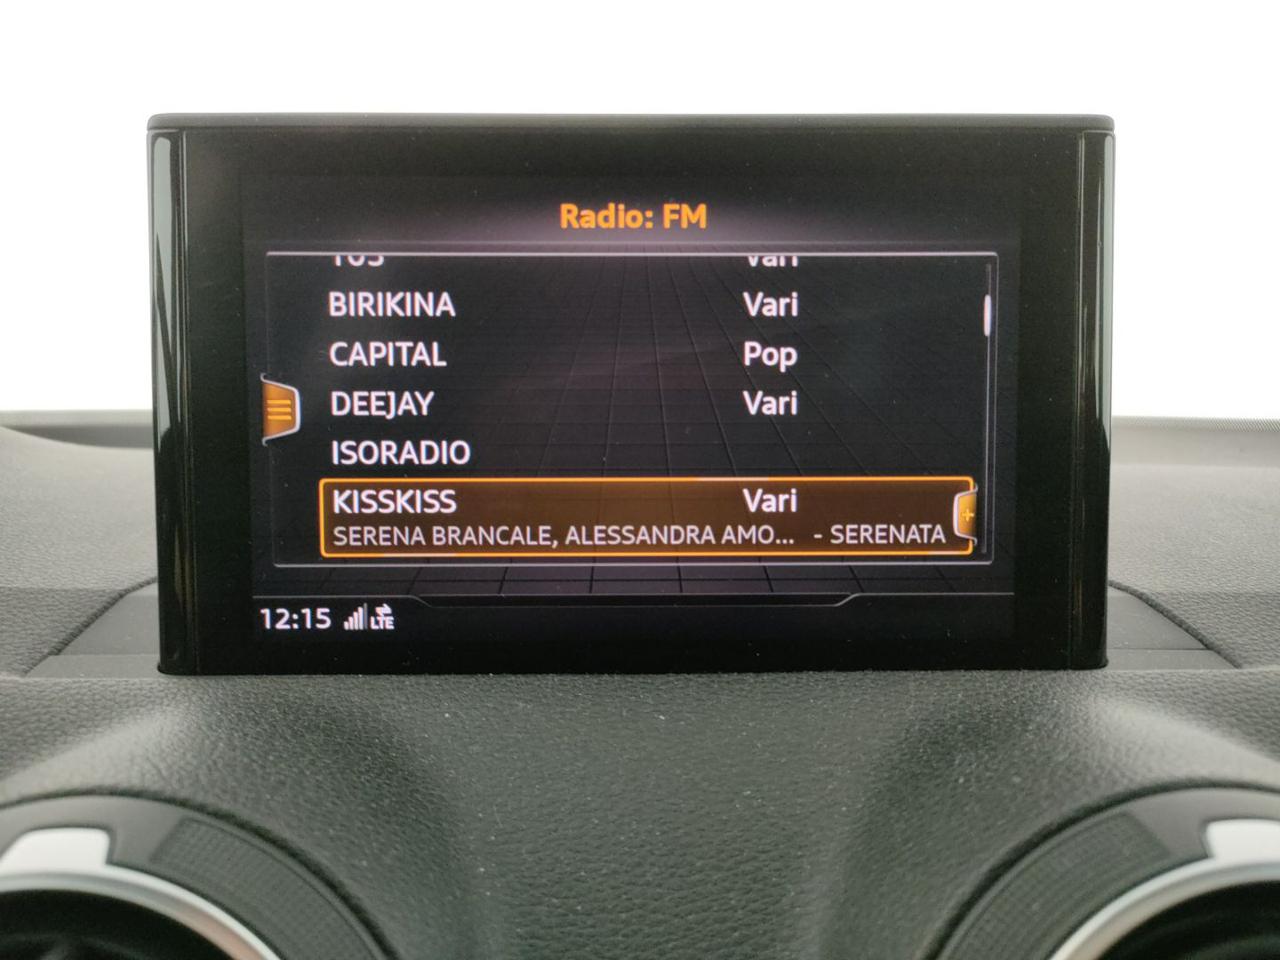 Radio: FM
Vari
BIRIKINA Vari
CAPITAL Pop
DEEJAY Vari
ISORADIO
KISSKISS Vari
SERENA BRANCALE, ALESSANDRA AMO... - SERENATA
12:15 LTE